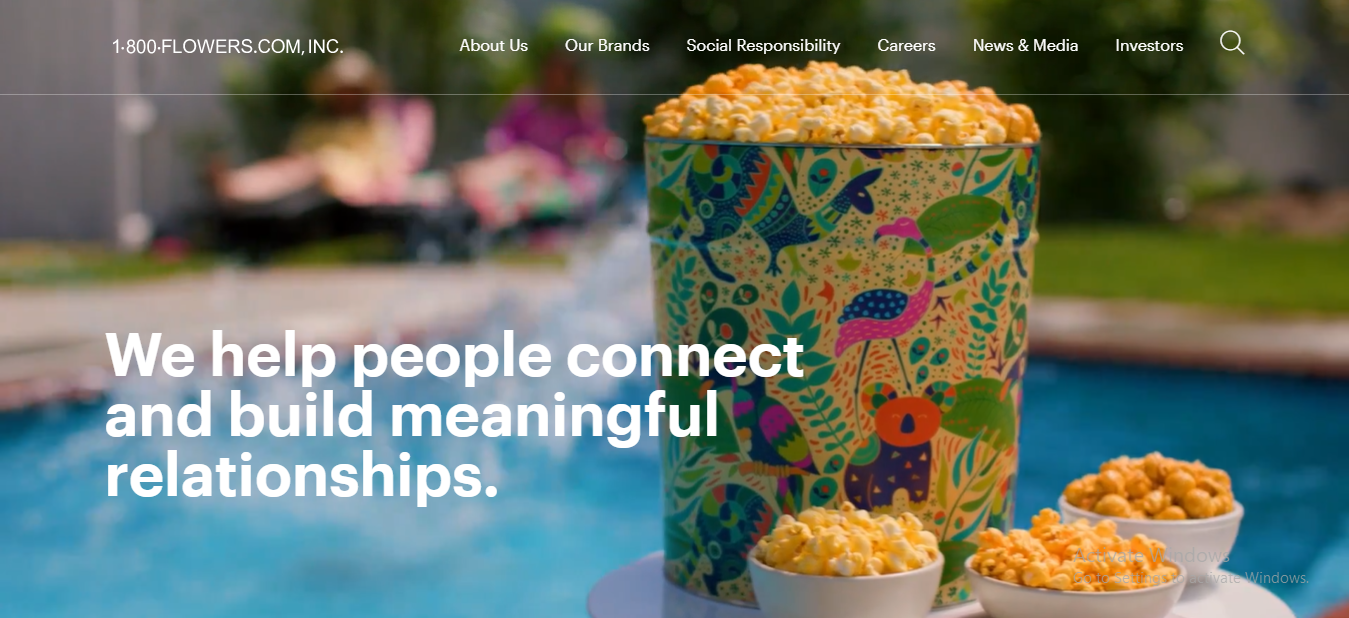 1-800-FLOWERS.COM, INC.
About Us
Our Brands
Social Responsibility
Careers
News & Media
Investors
We help people connect
and build meaningful
relationships.
Activate Windows
Go to Settings to activate Windows.